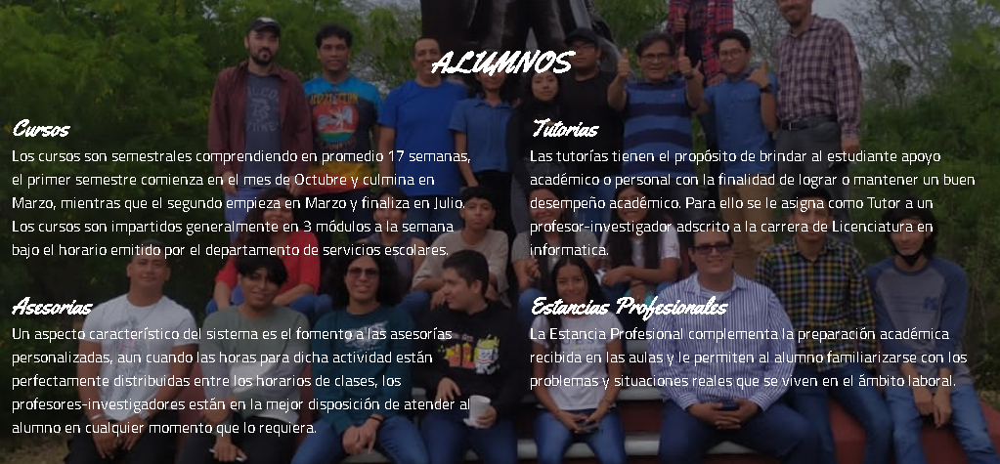 ALUMNOS
Cursos
Los cursos son semestrales comprendiendo en promedio 17 semanas,
el primer semestre comienza en el mes de Octubre y culmina en
Marzo, mientras que el segundo empieza en Marzo y finaliza en Julio.
Los cursos son impartidos generalmente en 3 módulos a la semana
bajo el horario emitido por el departamento de servicios escolares.
Tutorias
Las tutorías tienen el propósito de brindar al estudiante apoyo
académico o personal con la finalidad de lograr o mantener un buen
desempeño académico. Para ello se le asigna como Tutor a un
profesor-investigador adscrito a la carrera de Licenciatura en
informatica.
Asesorias
Un aspecto característico del sistema es el fomento a las asesorías
personalizadas, aun cuando las horas para dicha actividad están
perfectamente distribuidas entre los horarios de clases, los
profesores-investigadores están en la mejor disposición de atender al
alumno en cualquier momento que lo requiera.
Estancias Profesionales
La Estancia Profesional complementa la preparación académica
recibida en las aulas y le permiten al alumno familiarizarse con los
problemas y situaciones reales que se viven en el ámbito laboral.